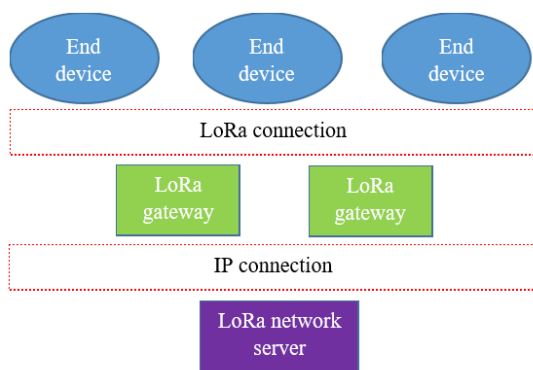 End End End
device device device
LoRa connection
LoRa LoRa
gateway gateway
IP connection
LoRa network
server